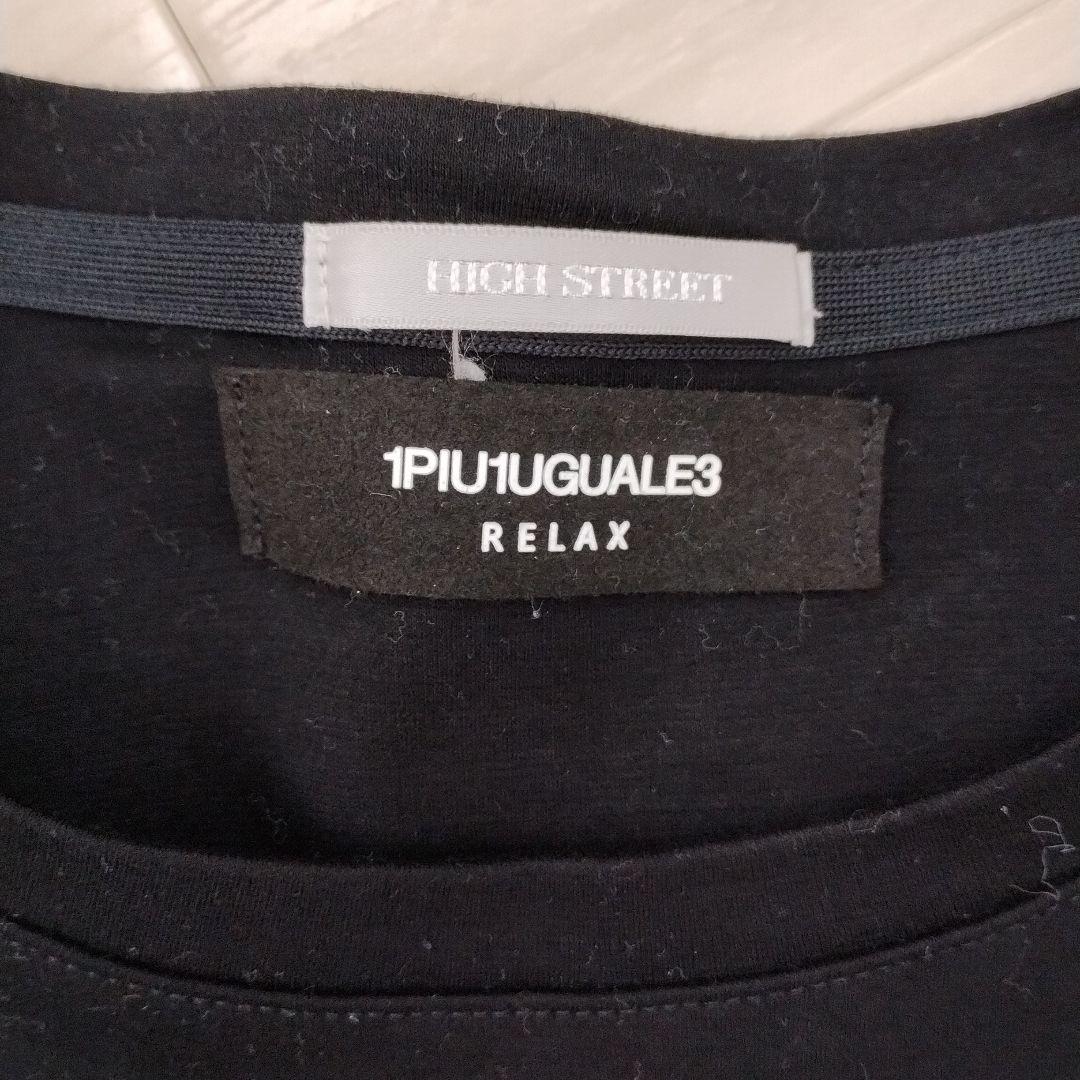 HIGH STREET
1PIU1UGUALE3
RELAX